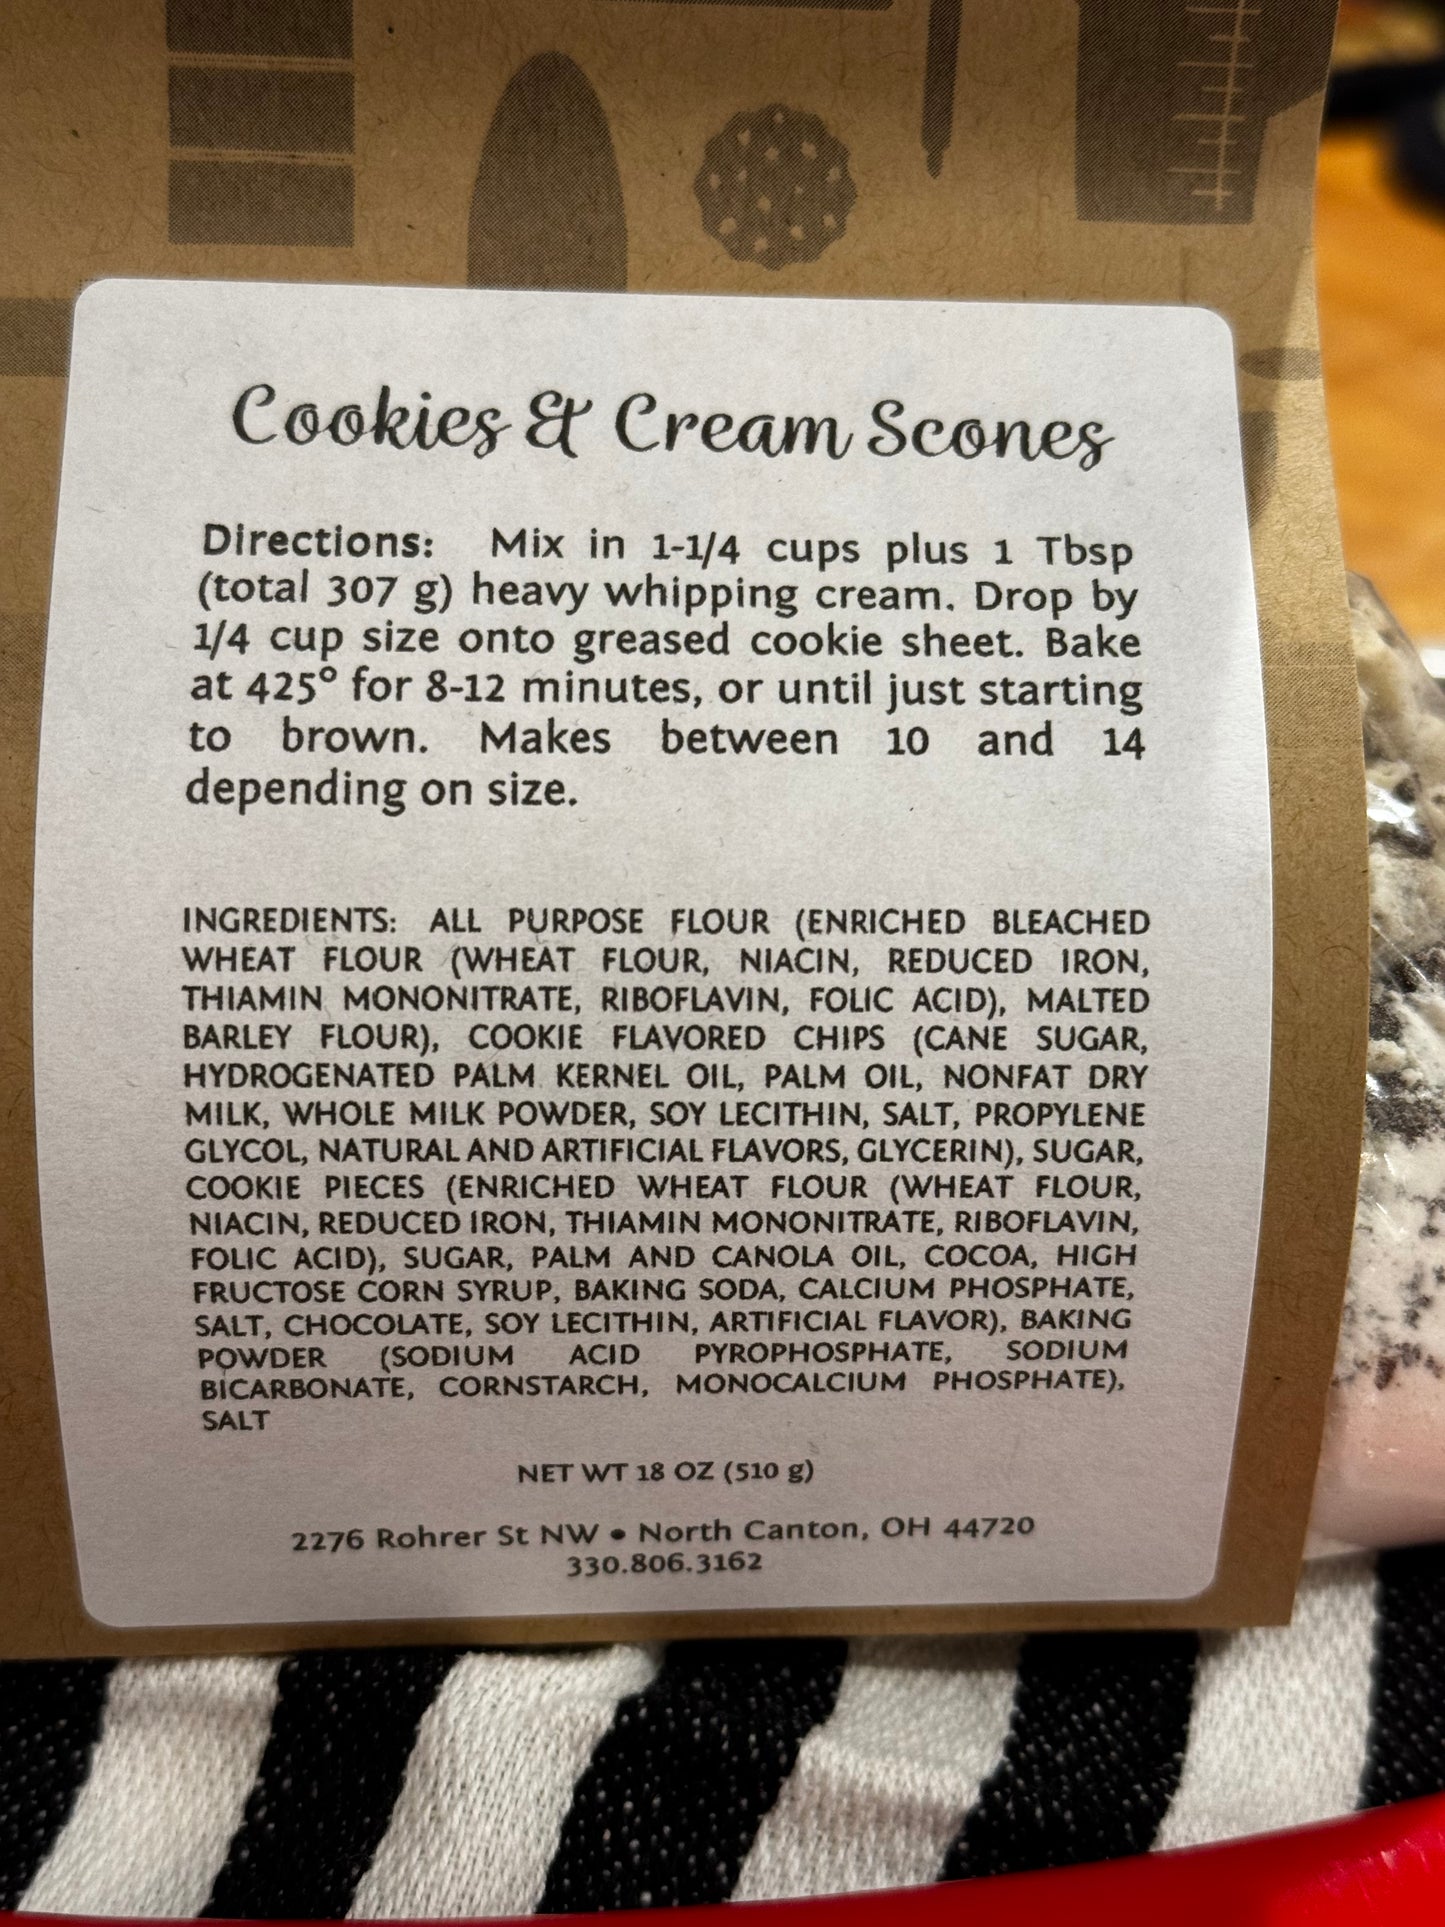 Cookies & Cream Scones
Directions: Mix in 1-1/4 cups plus 1 Tbsp
(total 307 g) heavy whipping cream. Drop by
1/4 cup size onto greased cookie sheet. Bake
at 425° for 8-12 minutes, or until just starting
to brown. Makes between 10 and 14
depending on size.
INGREDIENTS: ALL PURPOSE FLOUR (ENRICHED BLEACHED
WHEAT FLOUR (WHEAT FLOUR, NIACIN, REDUCED IRON,
THIAMIN MONONITRATE, RIBOFLAVIN, FOLIC ACID), MALTED
BARLEY FLOUR), COOKIE FLAVORED CHIPS (CANE SUGAR,
HYDROGENATED PALM KERNEL OIL, PALM OIL, NONFAT DRY
MILK, WHOLE MILK POWDER, SOY LECITHIN, SALT, PROPYLENE
GLYCOL, NATURAL AND ARTIFICIAL FLAVORS, GLYCERIN), SUGAR,
COOKIE PIECES (ENRICHED WHEAT FLOUR (WHEAT FLOUR,
NIACIN, REDUCED IRON, THIAMIN MONONITRATE, RIBOFLAVIN,
FOLIC ACID), SUGAR, PALM AND CANOLA OIL, COCOA, HIGH
FRUCTOSE CORN SYRUP, BAKING SODA, CALCIUM PHOSPHATE,
SALT, CHOCOLATE, SOY LECITHIN, ARTIFICIAL FLAVOR), BAKING
POWDER (SODIUM ACID PYROPHOSPHATE, SODIUM
BICARBONATE, CORNSTARCH, MONOCALCIUM PHOSPHATE),
SALT
NET WT 18 OZ (510 g)
2276 Rohrer St NW • North Canton, OH 44720
330.806.3162